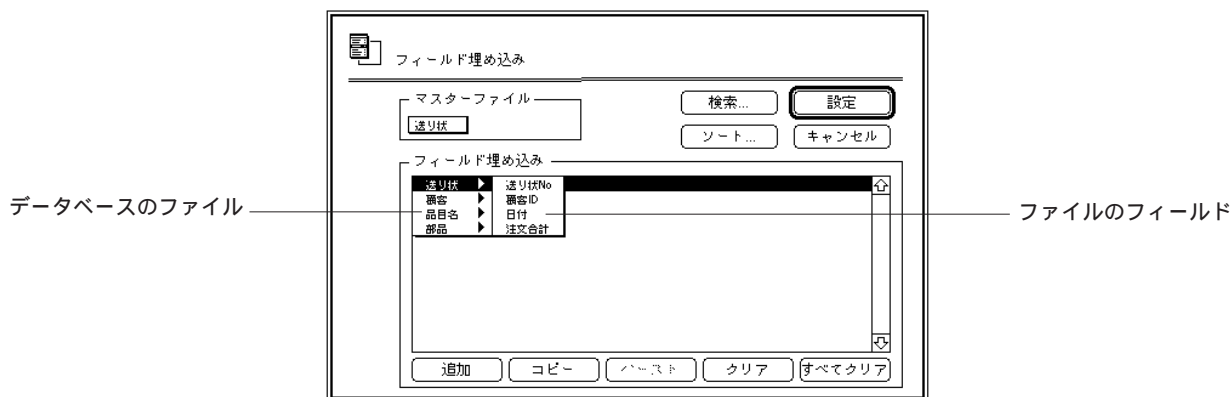 フィールド埋め込み
マスターファイル
送り状
検索...
設定
ソート...
キャンセル
フィールド埋め込み
送り状
送り状No
顧客
顧客ID
品目名
日付
部品
注文合計
データベースのファイル
ファイルのフィールド
追加
コピー
ペースト
クリア
すべてクリア